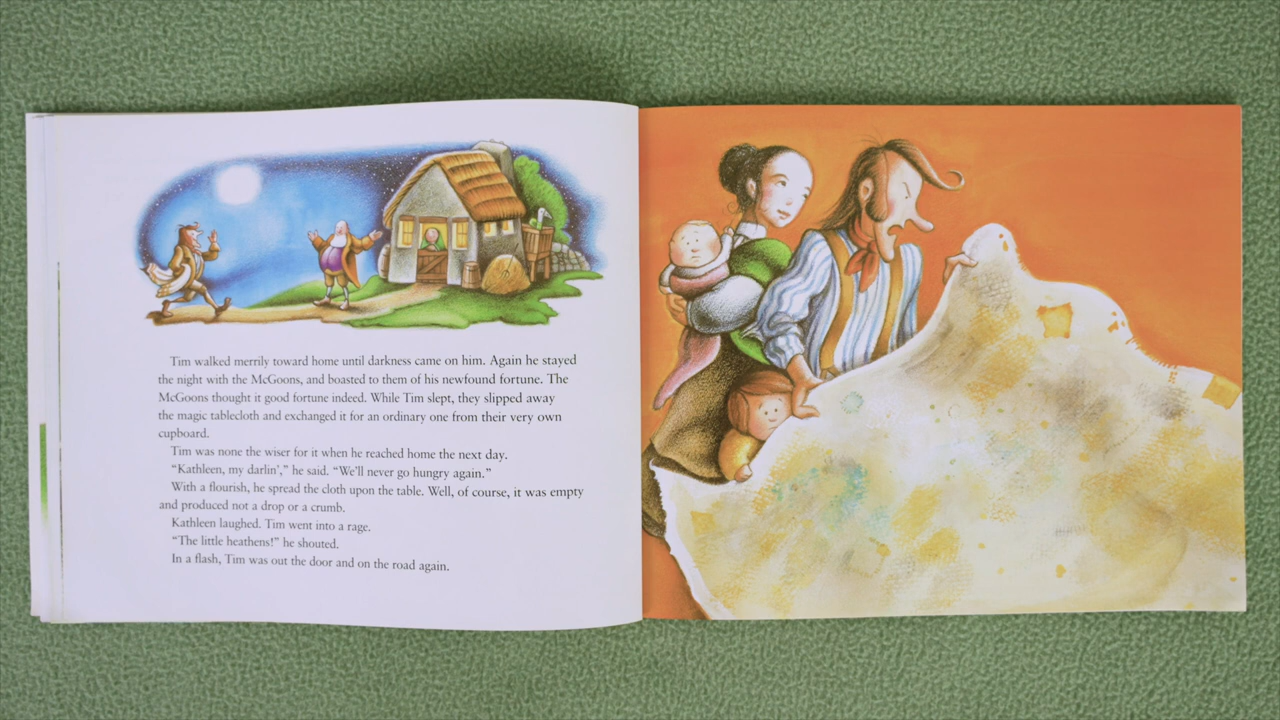 Tim walked merrily toward home until darkness came on him. Again he stayed
the night with the McGoons, and boasted to them of his newfound fortune. The
McGoons thought it good fortune indeed. While Tim slept, they slipped away
the magic tablecloth and exchanged it for an ordinary one from their very own
cupboard.
Tim was none the wiser for it when he reached home the next day.
“Kathleen, my darlin’,” he said. “We’ll never go hungry again.”
With a flourish, he spread the cloth upon the table. Well, of course, it was empty
and produced not a drop or a crumb.
Kathleen laughed. Tim went into a rage.
“The little heathens!” he shouted.
In a flash, Tim was out the door and on the road again.